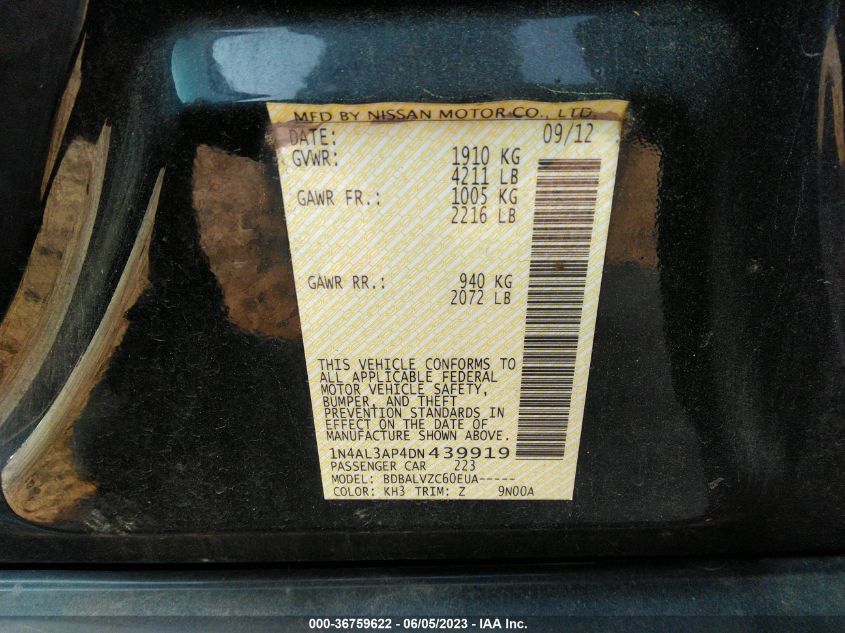 MFD BY NISSAN MOTOR CO., LTD.
DATE: 09/12
GVWR: 1910 KG
4211 LB
GAWR FR.: 1005 KG
2216 LB
GAWR RR.: 940 KG
2072 LB
THIS VEHICLE CONFORMS TO
ALL APPLICABLE FEDERAL
MOTOR VEHICLE SAFETY,
BUMPER, AND THEFT
PREVENTION STANDARDS IN
EFFECT ON THE DATE OF
MANUFACTURE SHOWN ABOVE.
1N4AL3AP4DN439919
PASSENGER CAR 223
MODEL: BDBALVZC60EUA-----
COLOR: KH3 TRIM: Z 9N00A
000-36759622 - 06/05/2023 - IAA Inc.